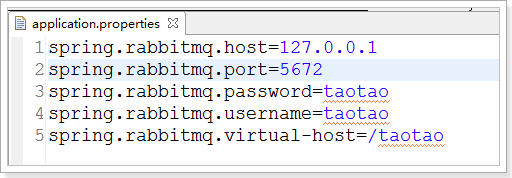 application.properties
1 spring.rabbitmq.host=127.0.0.1
2 spring.rabbitmq.port=5672
3 spring.rabbitmq.password=taotao
4 spring.rabbitmq.username=taotao
5 spring.rabbitmq.virtual-host=/taotao